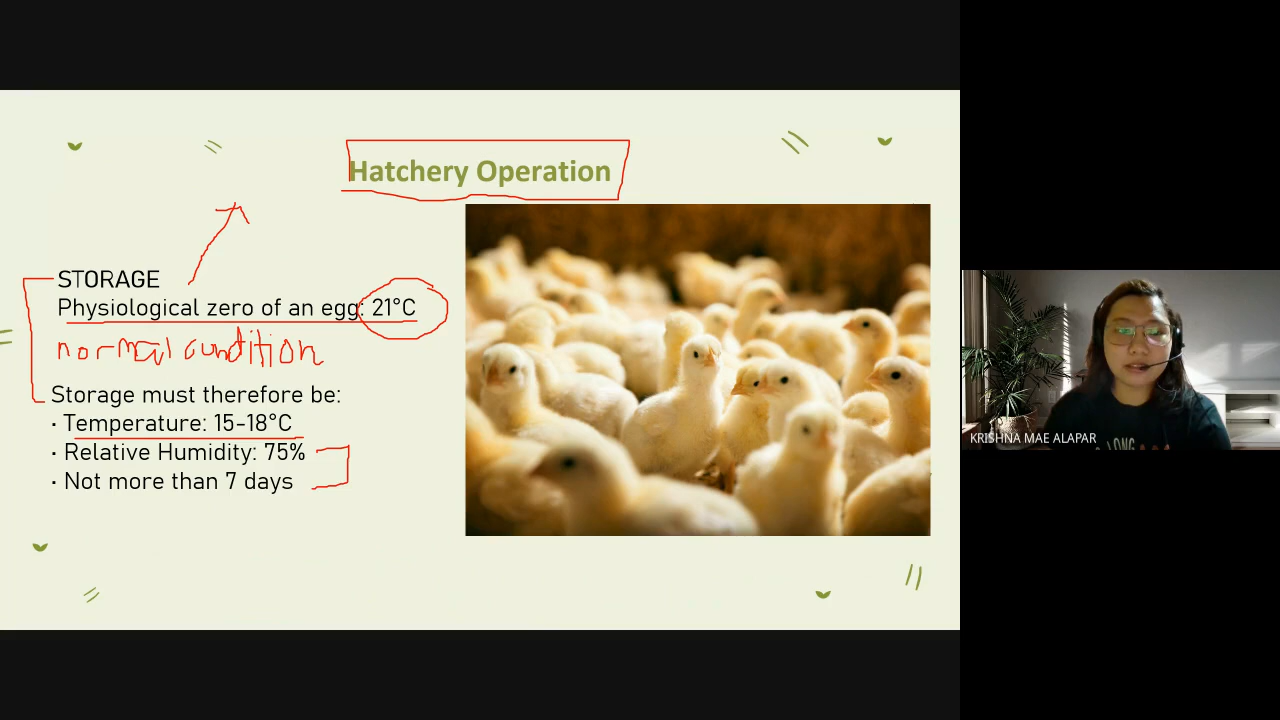 Hatchery Operation
STORAGE
Physiological zero of an egg: 21°C
normal condition
Storage must therefore be:
· Temperature: 15-18°C
· Relative Humidity: 75%
· Not more than 7 days
KRISHNA MAE ALAPAR
LONG